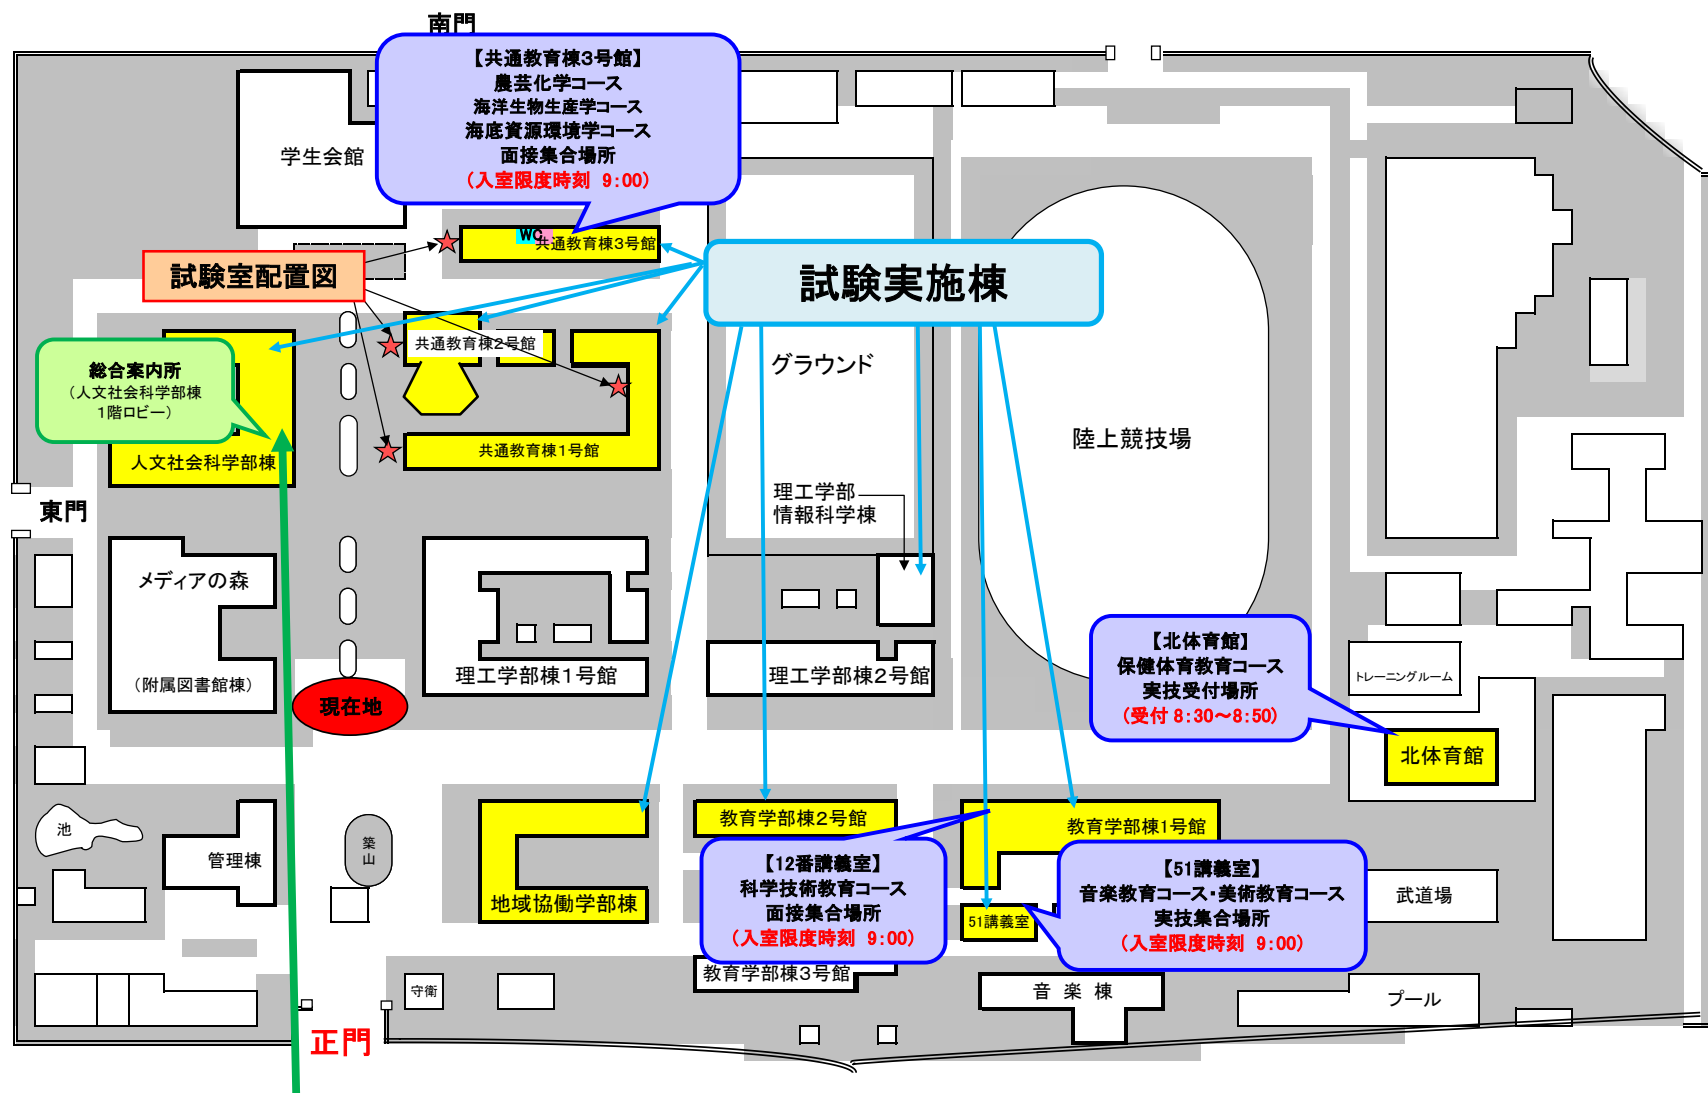 南門
【共通教育棟3号館】
農芸化学コース
海洋生物生産学コース
海底資源環境学コース
面接集合場所
（入室限度時刻 9：00）
学生会館
WC
共通教育棟3号館
試験室配置図
試験実施棟
共通教育棟2号館
グラウンド
総合案内所
（人文社会科学部棟
1階ロビー）
陸上競技場
共通教育棟1号館
人文社会科学部棟
理工学部
情報科学棟
東門
メディアの森
（附属図書館棟）
理工学部棟1号館
理工学部棟2号館
【北体育館】
保健体育教育コース
実技受付場所
（受付 8：30～8：50）
トレーニングルーム
現在地
北体育館
池
築
山
管理棟
教育学部棟2号館
教育学部棟1号館
地域協働学部棟
【12番講義室】
科学技術教育コース
面接集合場所
（入室限度時刻 9：00）
【51講義室】
音楽教育コース・美術教育コース
実技集合場所
（入室限度時刻 9：00）
51講義室
武道場
教育学部棟3号館
守衛
音 楽 棟
プール
正門